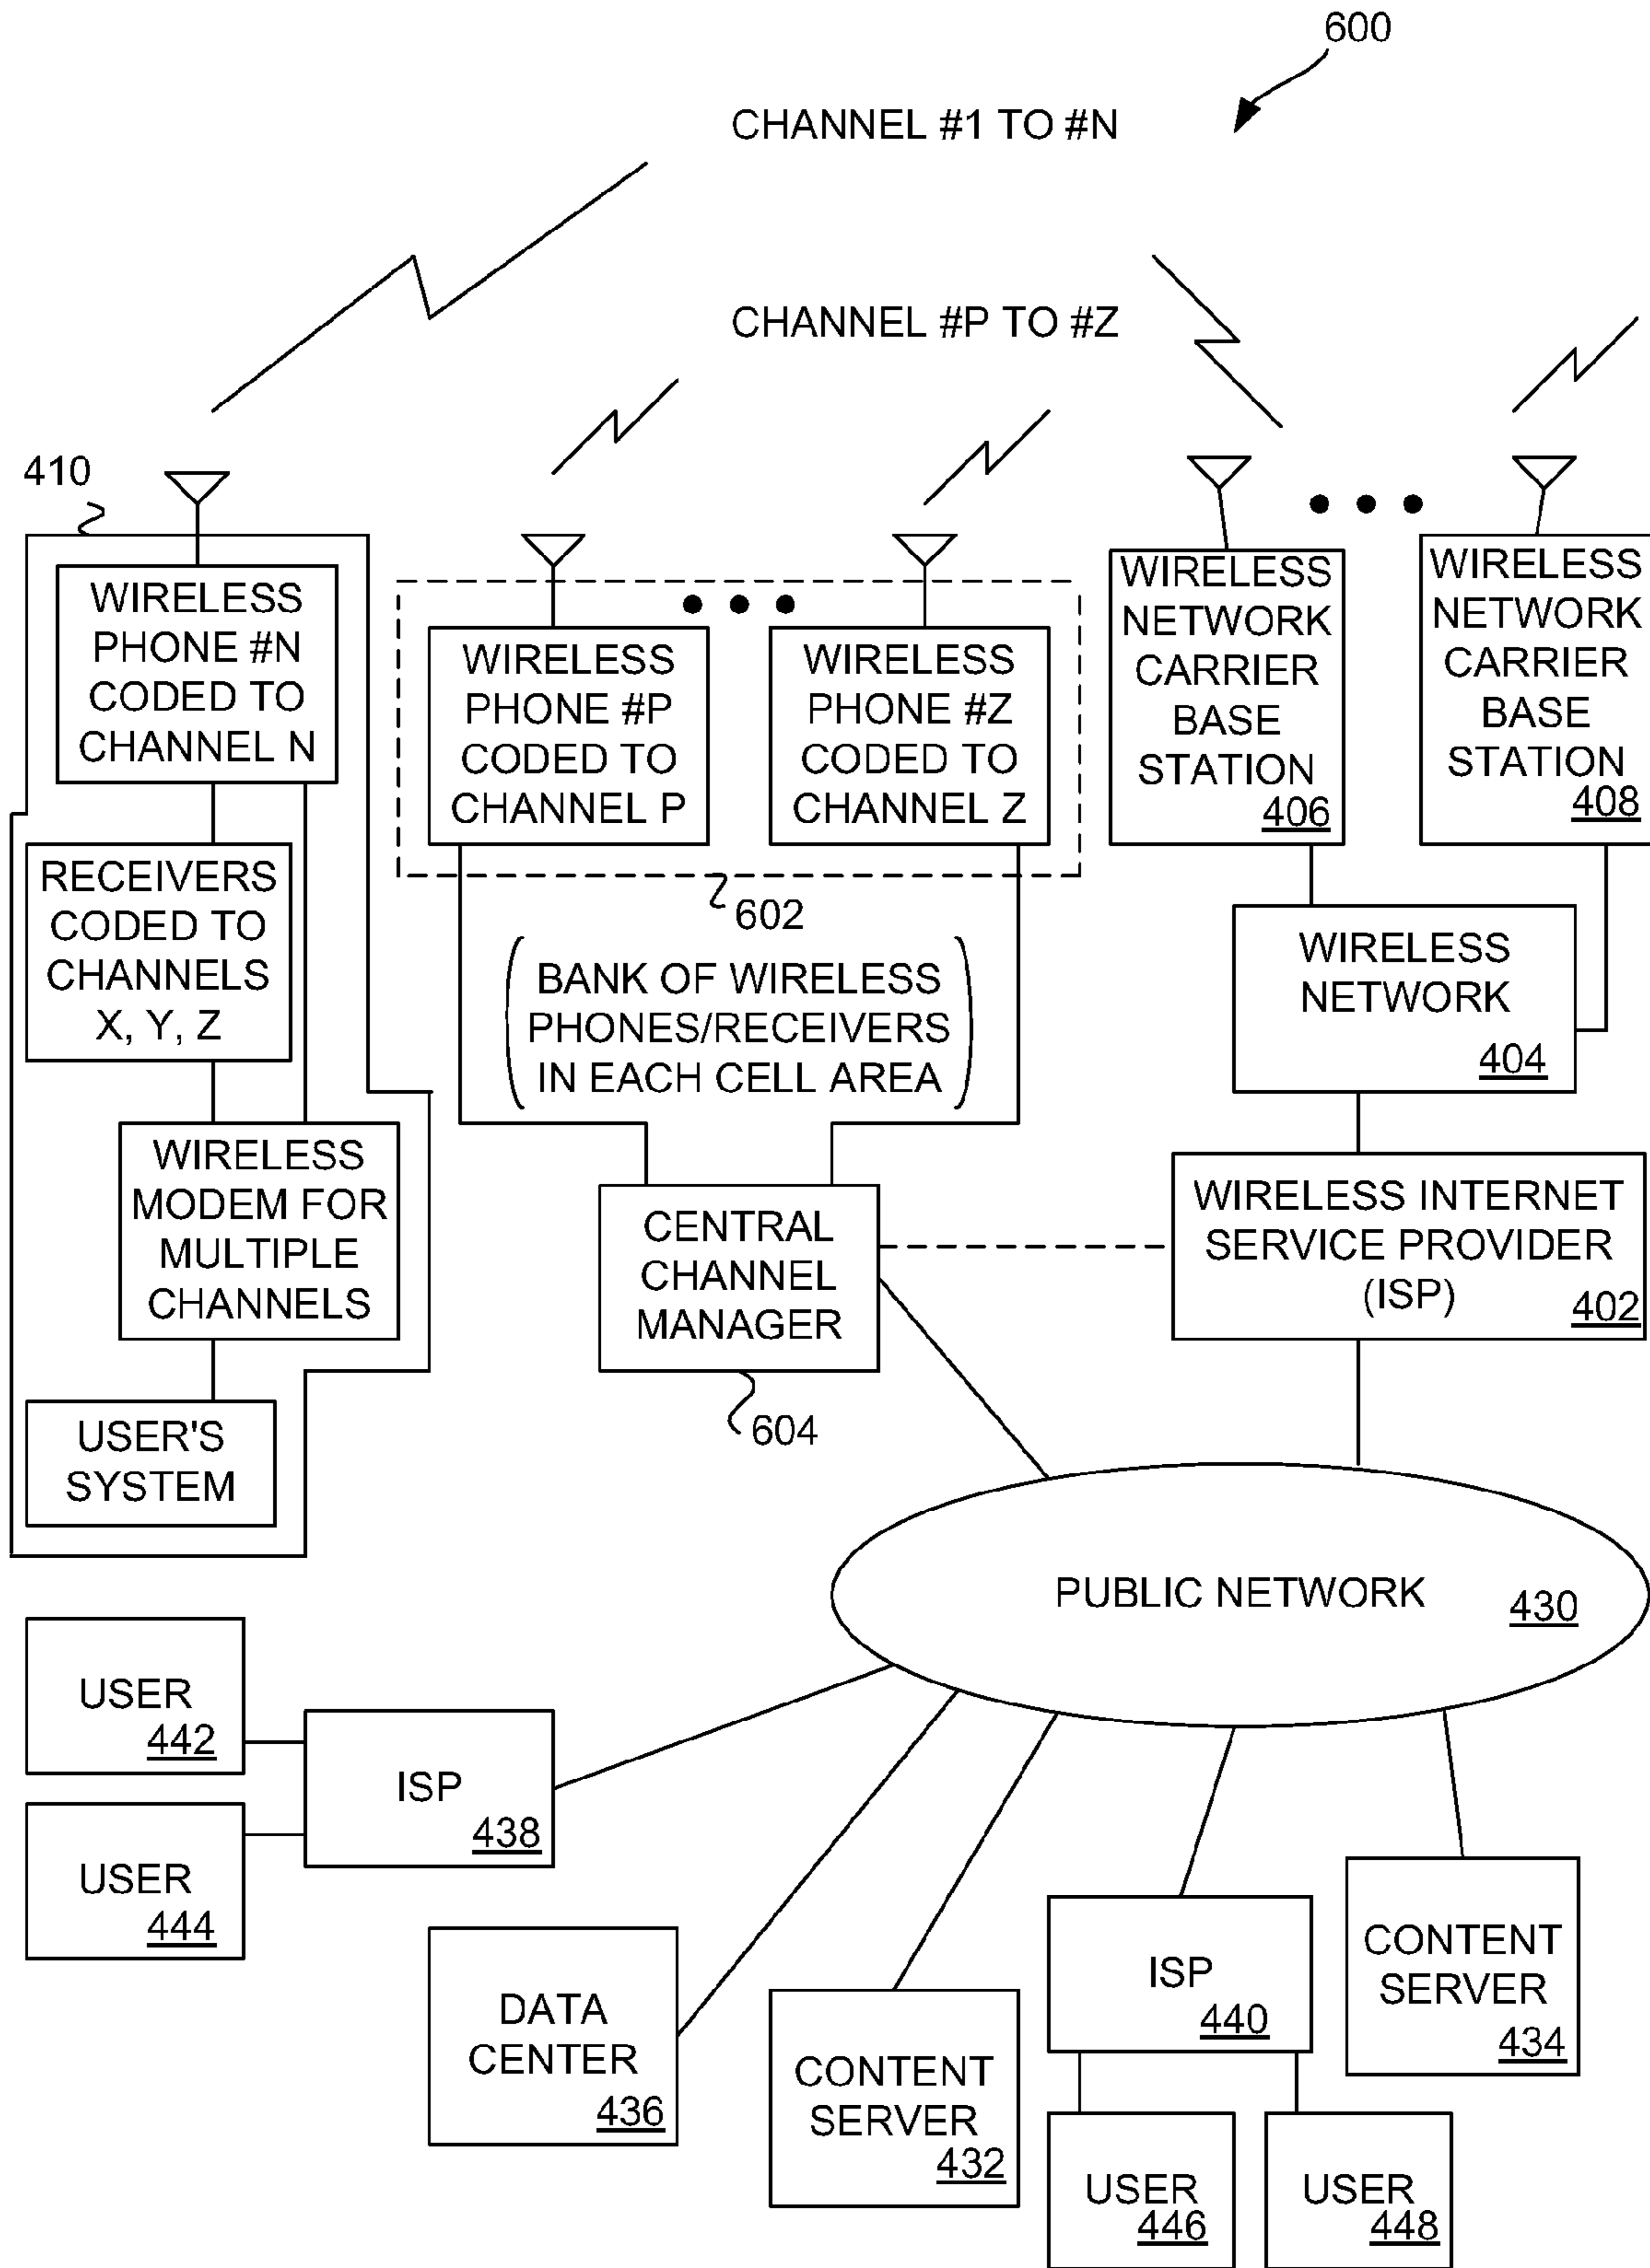 600
CHANNEL #1 TO #N
CHANNEL #P TO #Z
410
WIRELESS
PHONE #N
CODED TO
CHANNEL N
RECEIVERS
CODED TO
CHANNELS
X, Y, Z
WIRELESS
MODEM FOR
MULTIPLE
CHANNELS
USER'S
SYSTEM
WIRELESS
PHONE #P
CODED TO
CHANNEL P
WIRELESS
PHONE #Z
CODED TO
CHANNEL Z
602
BANK OF WIRELESS
PHONES/RECEIVERS
IN EACH CELL AREA
CENTRAL
CHANNEL
MANAGER
604
WIRELESS
NETWORK
CARRIER
BASE
STATION
406
WIRELESS
NETWORK
CARRIER
BASE
STATION
408
WIRELESS
NETWORK
404
WIRELESS INTERNET
SERVICE PROVIDER
(ISP)
402
PUBLIC NETWORK
430
USER
442
USER
444
ISP
438
DATA
CENTER
436
CONTENT
SERVER
432
ISP
440
USER
446
USER
448
CONTENT
SERVER
434